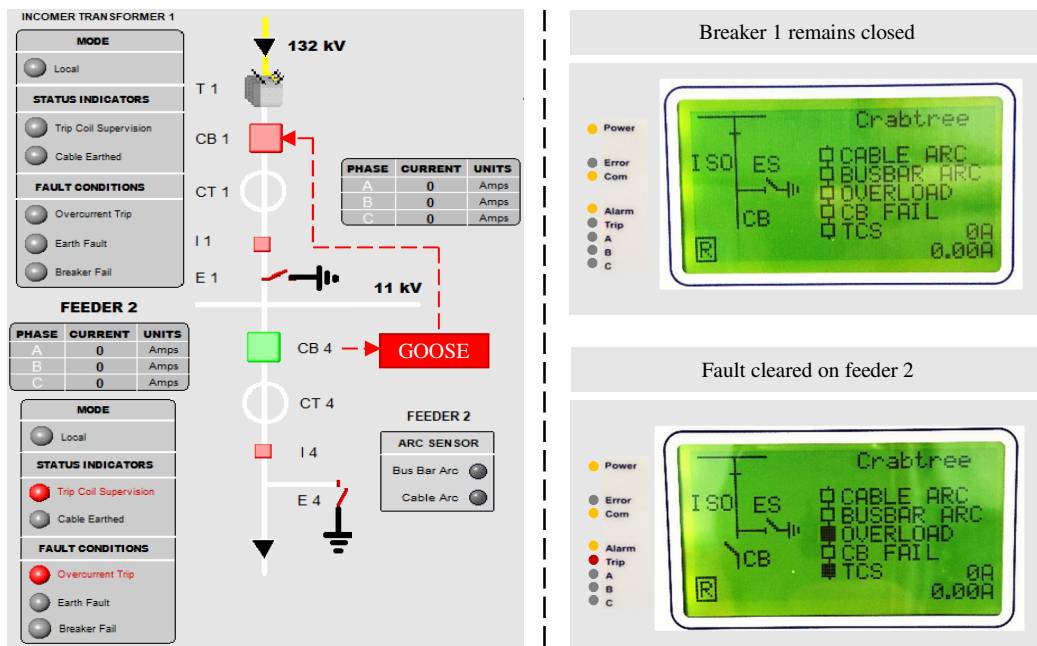 INCOMER TRANSFORMER 1
MODE
Local
STATUS INDICATORS
Trip Coil Supervision
Cable Earthed
FAULT CONDITIONS
Overcurrent Trip
Earth Fault
Breaker Fail
132 kV
T 1
CB 1
CT 1
I 1
E 1
PHASE CURRENT UNITS
A 0 Amps
B 0 Amps
C 0 Amps
11 kV
FEEDER 2
PHASE CURRENT UNITS
A 0 Amps
B 0 Amps
C 0 Amps
CB 4
GOOSE
CT 4
I 4
E 4
MODE
Local
STATUS INDICATORS
Trip Coil Supervision
Cable Earthed
FAULT CONDITIONS
Overcurrent Trip
Earth Fault
Breaker Fail
FEEDER 2
ARC SENSOR
Bus Bar Arc
Cable Arc
Breaker 1 remains closed
Power
Error
Com
Alarm
Trip
A
B
C
Crabtree
ISO
ES
CB
CABLE ARC
BUSBAR ARC
OVERLOAD
CB FAIL
TCS
0A
0.00A
R
Fault cleared on feeder 2
Power
Error
Com
Alarm
Trip
A
B
C
Crabtree
ISO
ES
CB
CABLE ARC
BUSBAR ARC
OVERLOAD
CB FAIL
TCS
0A
0.00A
R